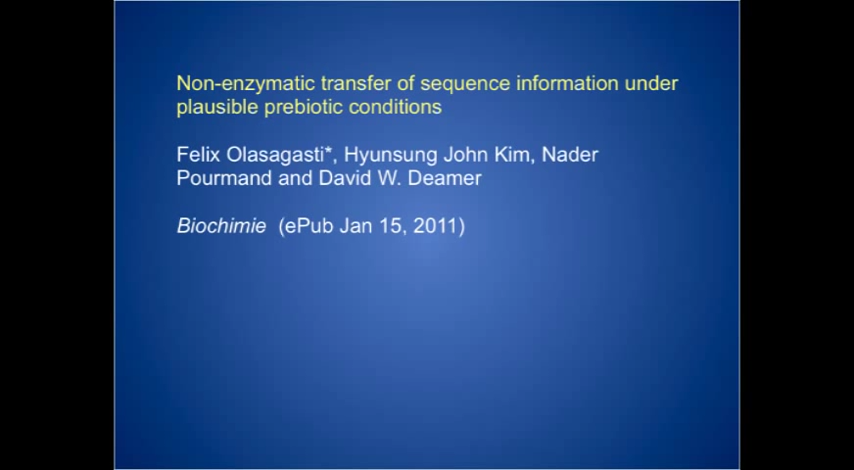 Non-enzymatic transfer of sequence information under
plausible prebiotic conditions
Felix Olasagasti*, Hyunsung John Kim, Nader
Pourmand and David W. Deamer
Biochimie (ePub Jan 15, 2011)